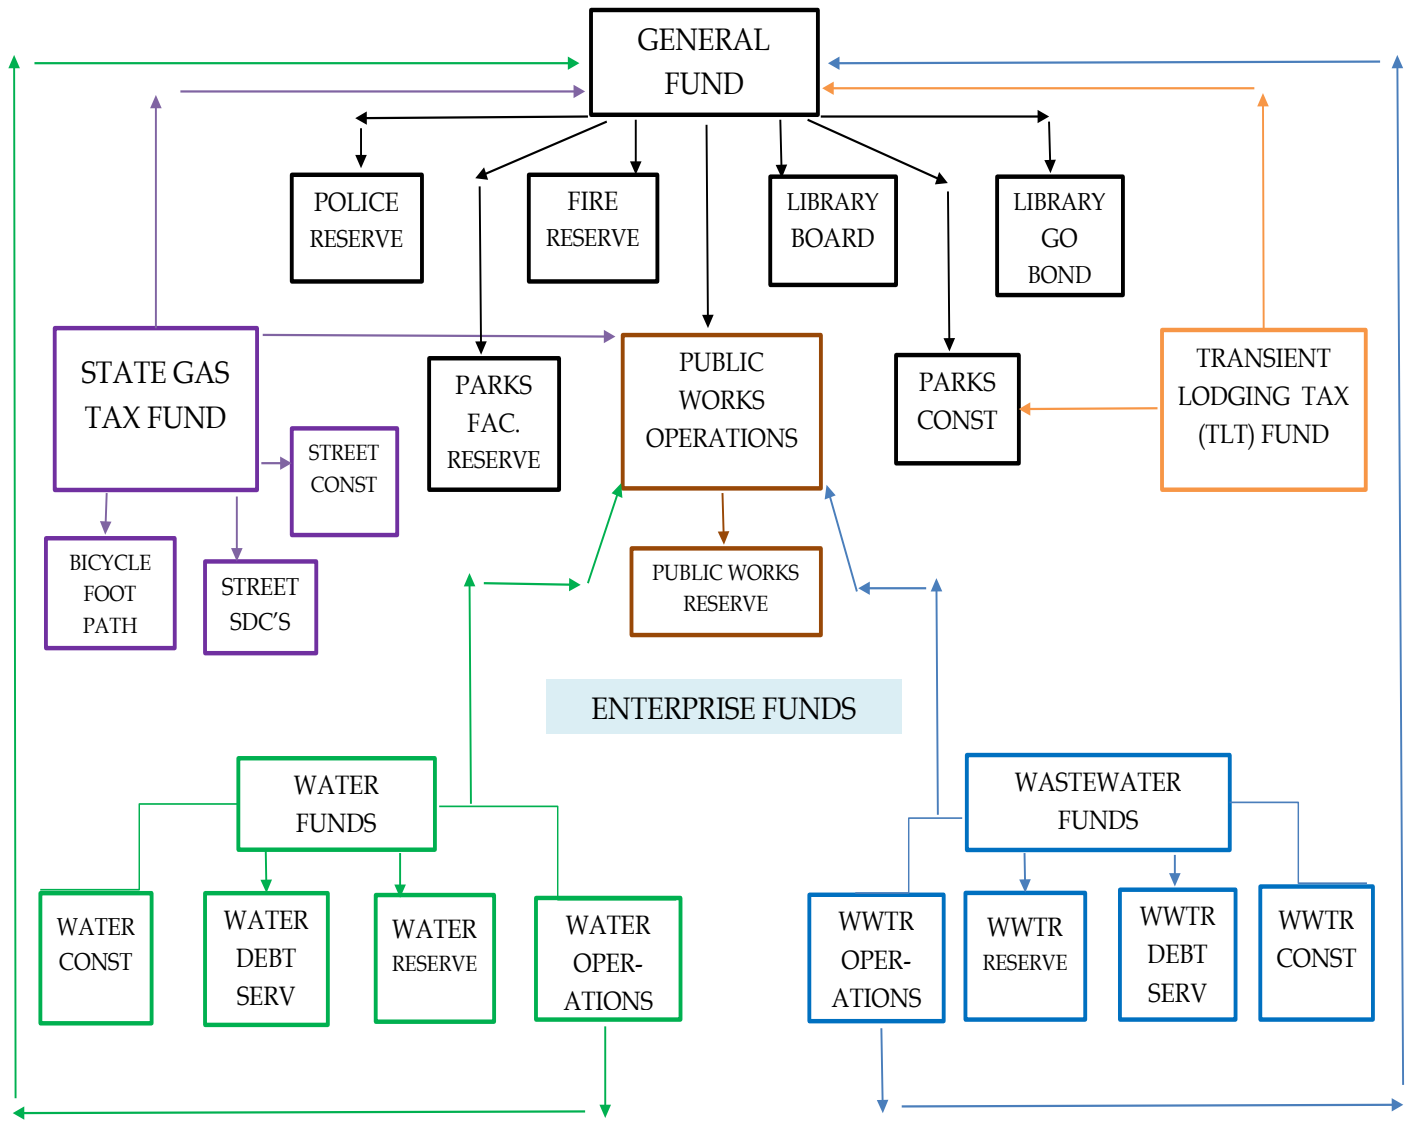 GENERAL
FUND
POLICE
RESERVE
FIRE
RESERVE
LIBRARY
BOARD
LIBRARY
GO
BOND
STATE GAS
TAX FUND
PARKS
FAC.
RESERVE
PUBLIC
WORKS
OPERATIONS
PARKS
CONST
TRANSIENT
LODGING TAX
(TLT) FUND
STREET
CONST
BICYCLE
FOOT
PATH
STREET
SDC’S
PUBLIC WORKS
RESERVE
ENTERPRISE FUNDS
WATER
FUNDS
WASTEWATER
FUNDS
WATER
CONST
WATER
DEBT
SERV
WATER
RESERVE
WATER
OPER-
ATIONS
WWTR
OPER-
ATIONS
WWTR
RESERVE
WWTR
DEBT
SERV
WWTR
CONST